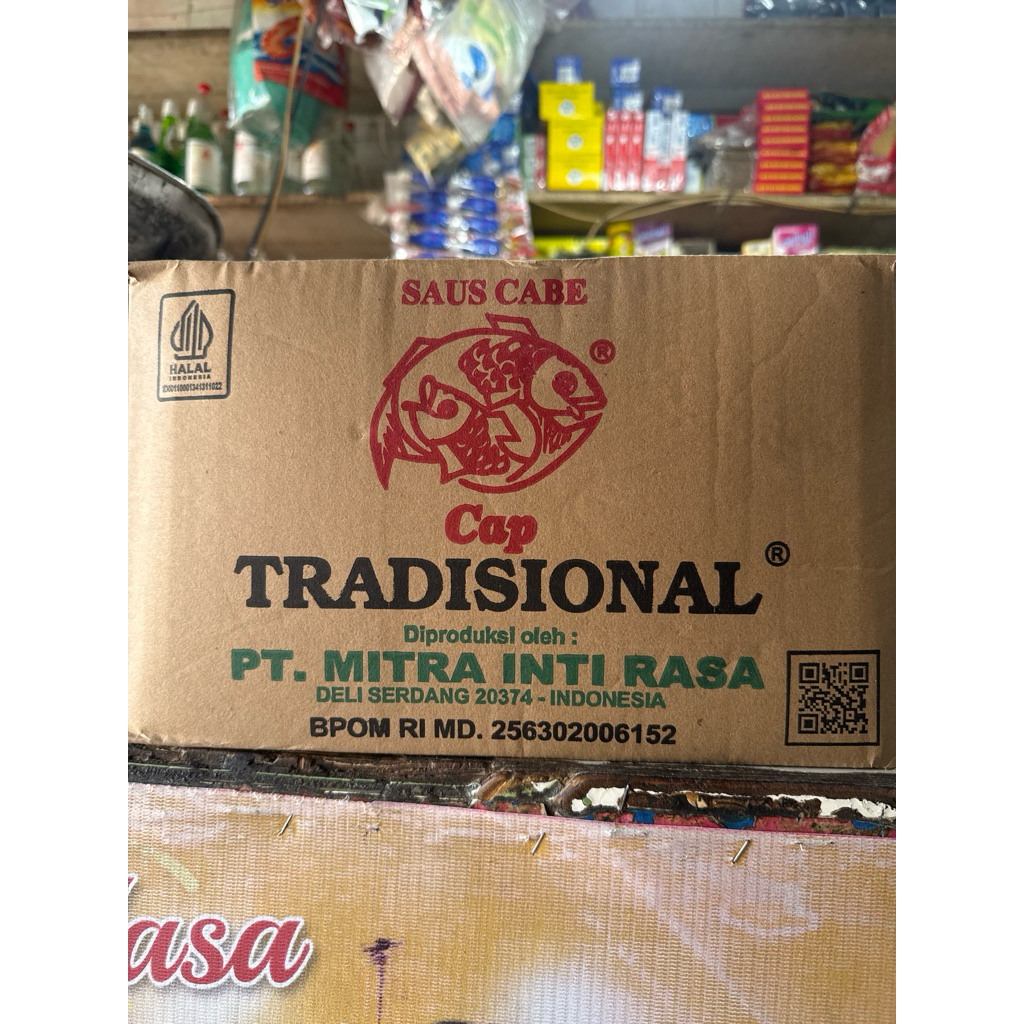 SAUS CABE
®
HALAL
INDONESIA
ID00110001341311022
Cap
TRADISIONAL ®
Diproduksi oleh :
PT. MITRA INTI RASA
DELI SERDANG 20374 - INDONESIA
BPOM RI MD. 256302006152
asa